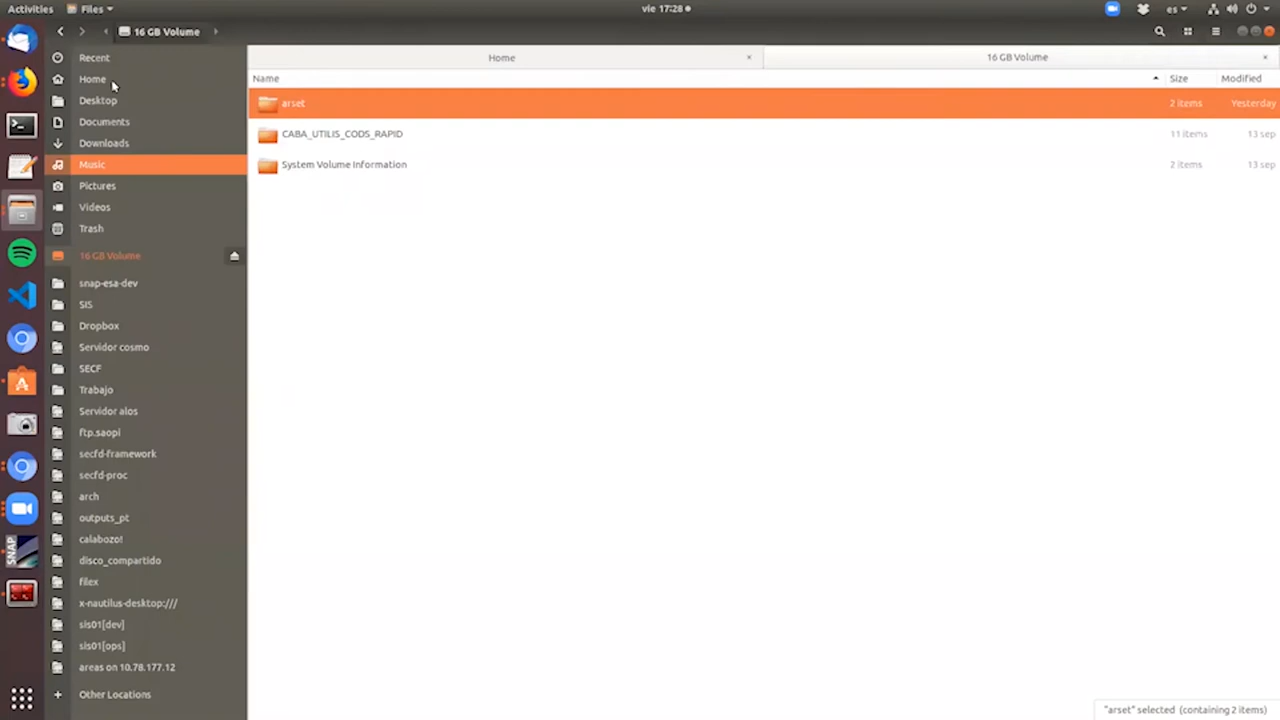 Activities Files vie 17:28 es
16 GB Volume
Recent
Home
Desktop
Documents
Downloads
Music
Pictures
Videos
Trash
16 GB Volume
snap-esa-dev
SIS
Dropbox
Servidor cosmo
SECF
Trabajo
Servidor alos
ftp.saopi
secfd-framework
secfd-proc
arch
outputs_pt
calabozo!
disco_compartido
filex
x-nautilus-desktop:///
sis01[dev]
sis01[ops]
areas on 10.78.177.12
Other Locations
SNAP
Home 16 GB Volume
Name Size Modified
arset 2 items Yesterday
CABA_UTILIS_CODS_RAPID 11 items 13 sep
System Volume Information 2 items 13 sep
"arset" selected (containing 2 items)